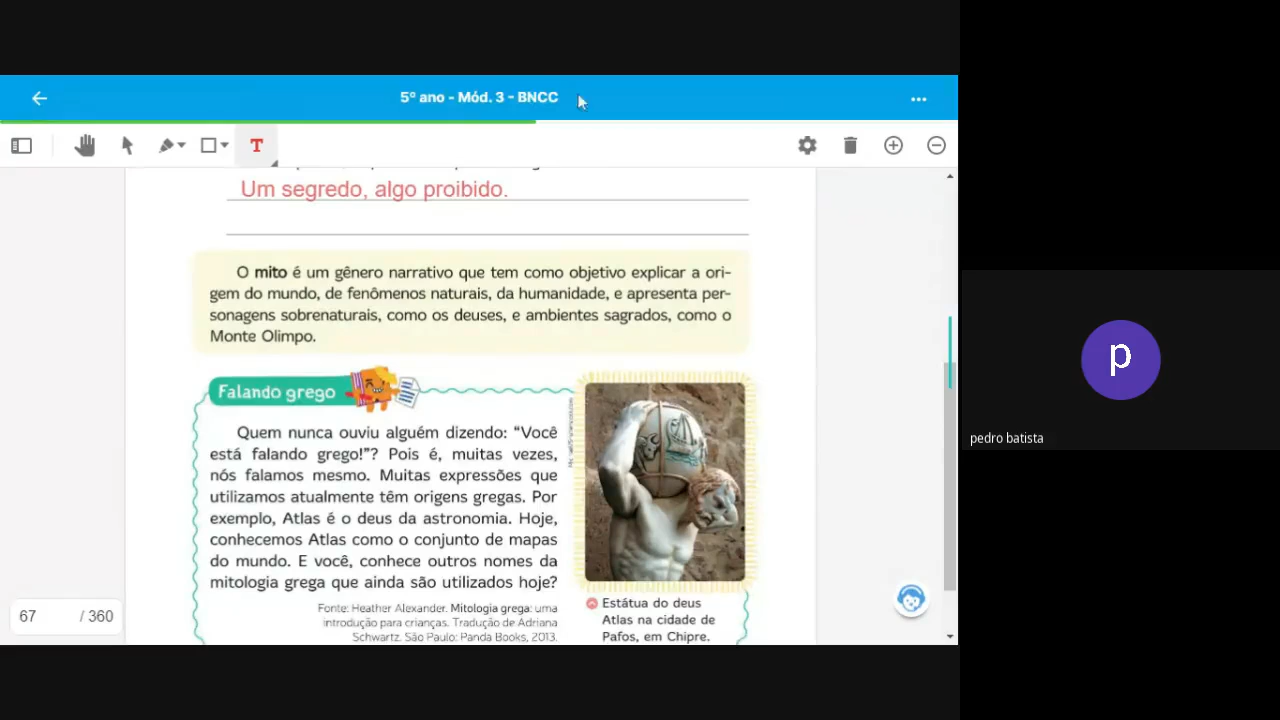 5º ano - Mód. 3 - BNCC
T
Um segredo, algo proibido.
O mito é um gênero narrativo que tem como objetivo explicar a ori-
gem do mundo, de fenômenos naturais, da humanidade, e apresenta per-
sonagens sobrenaturais, como os deuses, e ambientes sagrados, como o
Monte Olimpo.
Falando grego
Quem nunca ouviu alguém dizendo: “Você
está falando grego!”? Pois é, muitas vezes,
nós falamos mesmo. Muitas expressões que
utilizamos atualmente têm origens gregas. Por
exemplo, Atlas é o deus da astronomia. Hoje,
conhecemos Atlas como o conjunto de mapas
do mundo. E você, conhece outros nomes da
mitologia grega que ainda são utilizados hoje?
Fonte: Heather Alexander. Mitologia grega: uma
introdução para crianças. Tradução de Adriana
Schwartz. São Paulo: Panda Books, 2013.
Estátua do deus
Atlas na cidade de
Pafos, em Chipre.
67 / 360
p
pedro batista